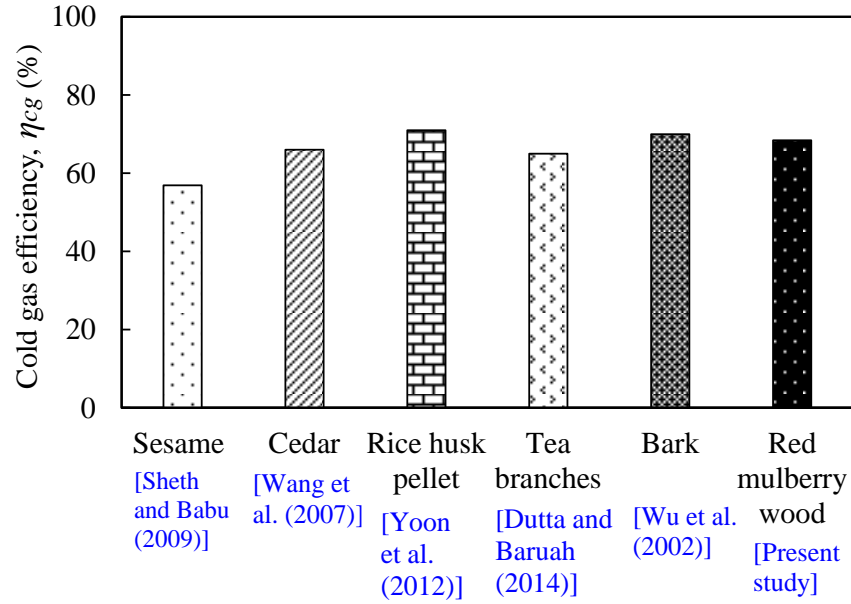 Cold gas efficiency, ηcg (%)
100
80
60
40
20
0
Sesame
[Sheth
and Babu
(2009)]
Cedar
[Wang et
al. (2007)]
Rice husk
pellet
[Yoon
et al.
(2012)]
Tea
branches
[Dutta and
Baruah
(2014)]
Bark
[Wu et al.
(2002)]
Red
mulberry
wood
[Present
study]